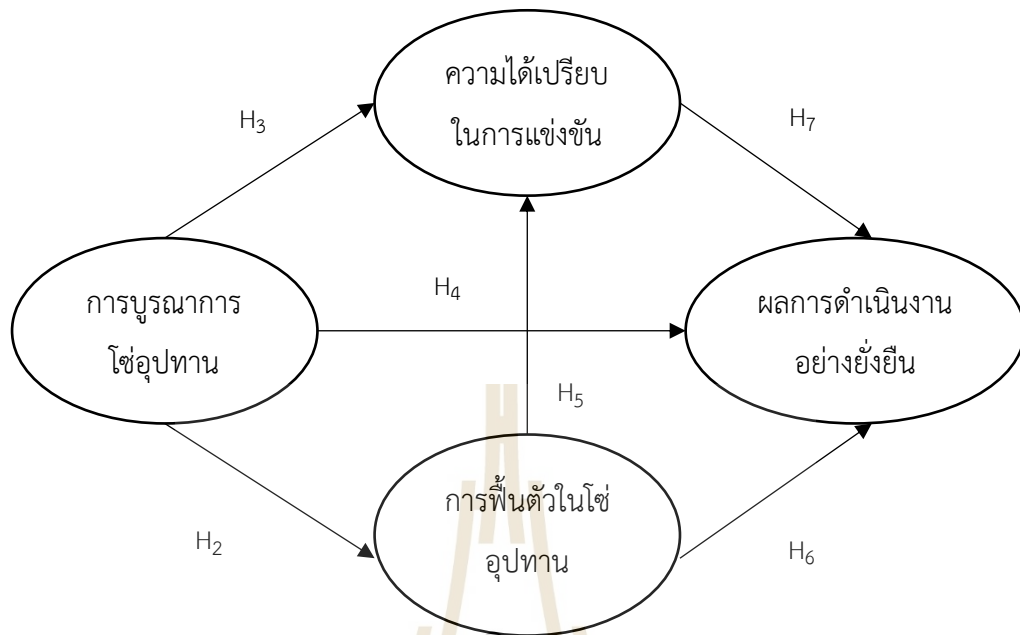 ความได้เปรียบ
ในการแข่งขัน
H3
H7
การบูรณาการ
โซ่อุปทาน
H4
ผลการดำเนินงาน
อย่างยั่งยืน
H5
การฟื้นตัวในโซ่
อุปทาน
H2
H6